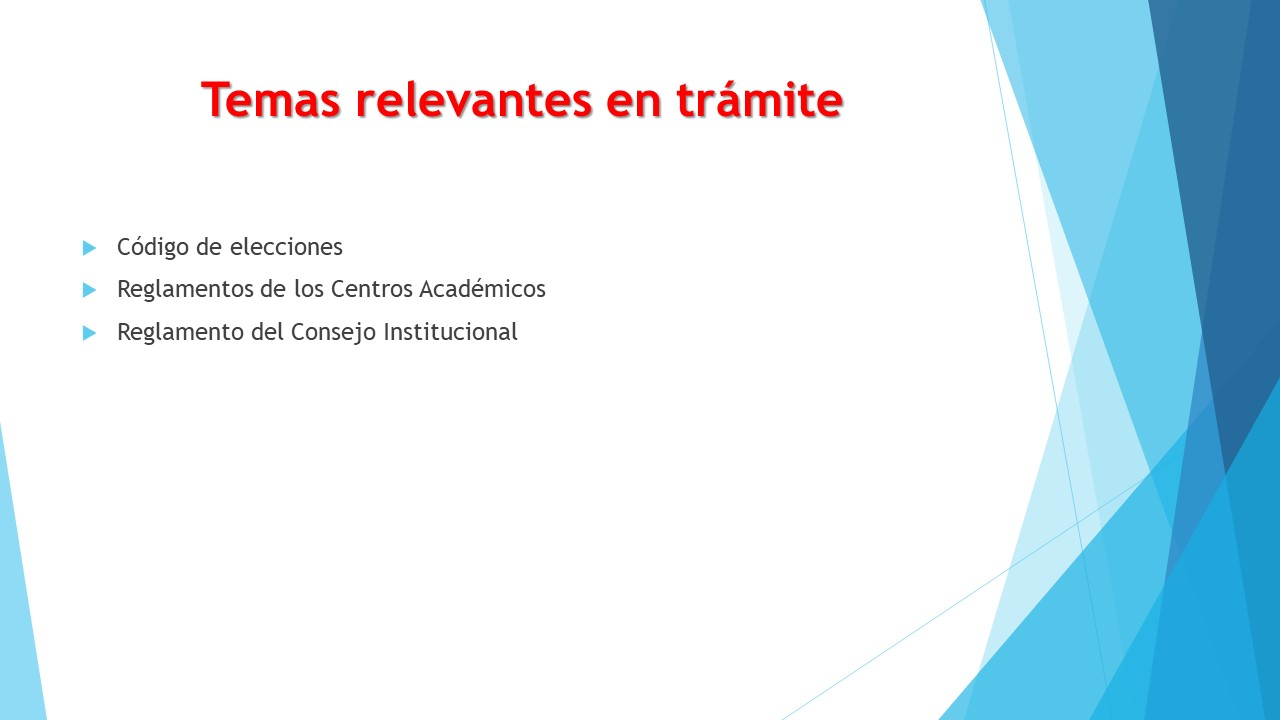 Temas relevantes en trámite
Código de elecciones
Reglamentos de los Centros Académicos
Reglamento del Consejo Institucional